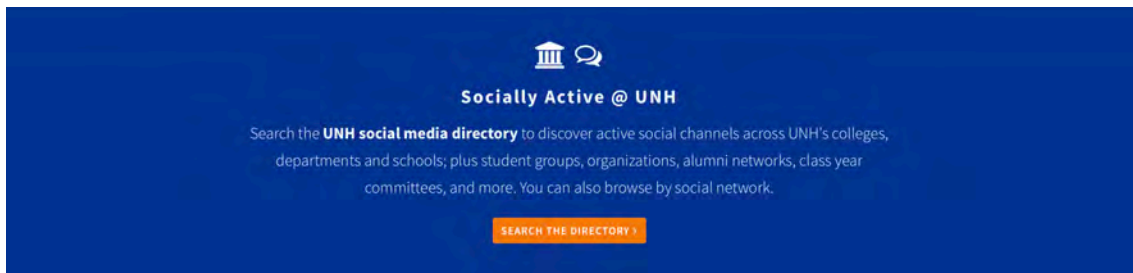 Socially Active @ UNH
Search the UNH social media directory to discover active social channels across UNH's colleges,
departments and schools; plus student groups, organizations, alumni networks, class year
committees, and more. You can also browse by social network.
SEARCH THE DIRECTORY ›